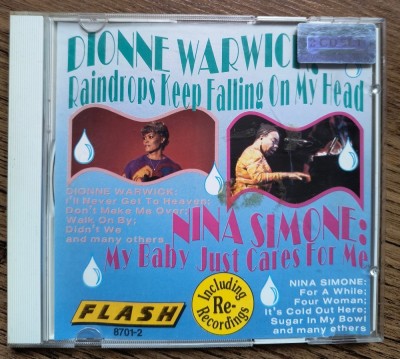 DIONNE WARWICK:
Raindrops Keep Falling On My Head
DIONNE WARWICK:
I'll Never Get To Heaven;
Don't Make Me Over;
Walk On By;
Didn't We
and many others
NINA SIMONE:
My Baby Just Cares For Me
FLASH
8701-2
Including
Re-
Recordings
NINA SIMONE:
For A While;
Four Woman;
It's Cold Out Here;
Sugar In My Bowl
and many others